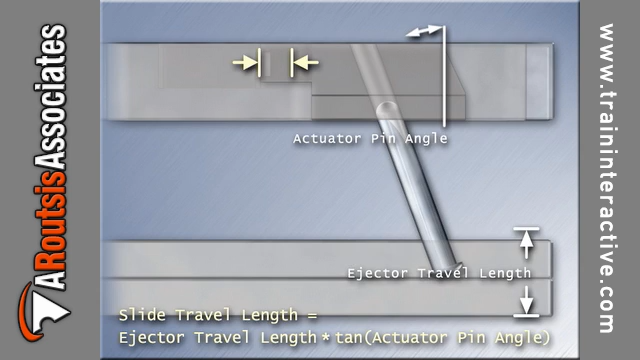 ARoutsisAssociates
Actuator Pin Angle
Ejector Travel Length
Slide Travel Length =
Ejector Travel Length * tan(Actuator Pin Angle)
www.traininteractive.com